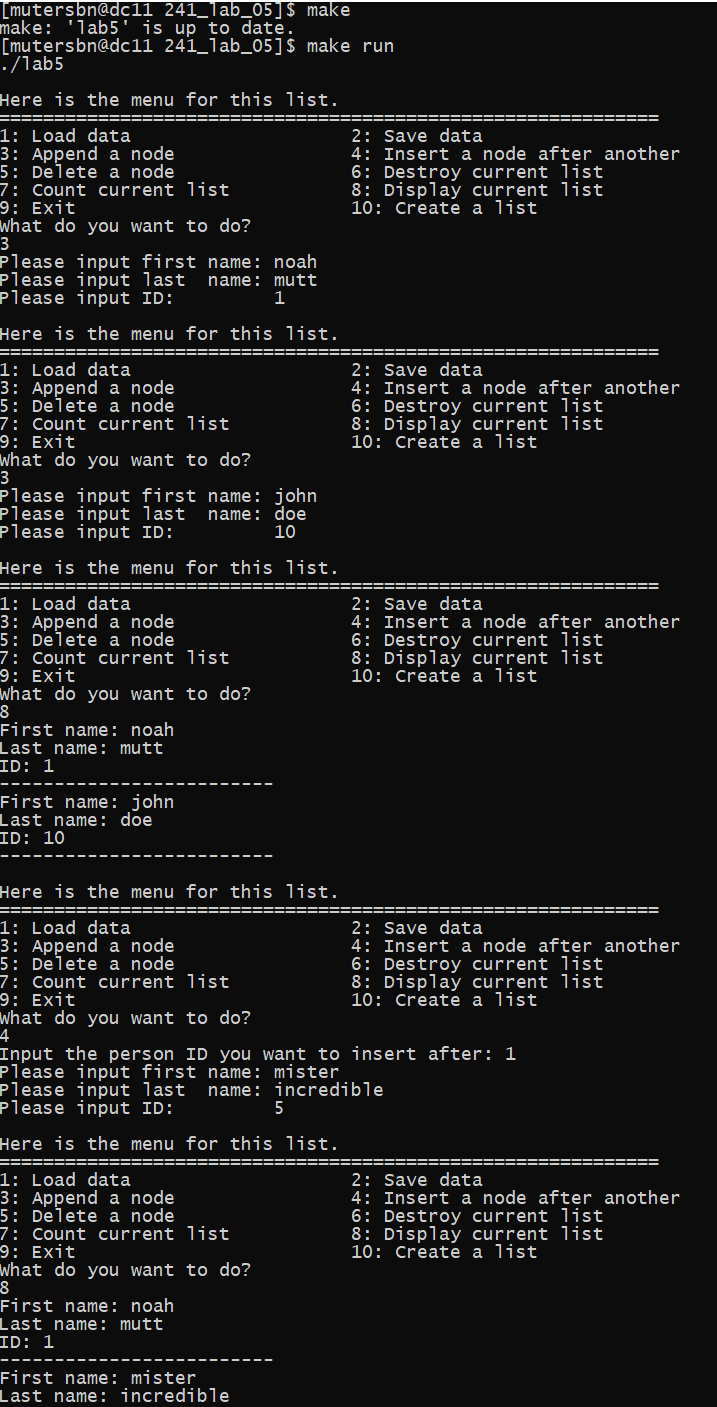 [mutersbn@dc11 241_lab_05]$ make
make: 'lab5' is up to date.
[mutersbn@dc11 241_lab_05]$ make run
./lab5

Here is the menu for this list.
============================================================
1: Load data                    2: Save data
3: Append a node                4: Insert a node after another
5: Delete a node                6: Destroy current list
7: Count current list           8: Display current list
9: Exit                         10: Create a list
What do you want to do?
3
Please input first name: noah
Please input last  name: mutt
Please input ID:         1

Here is the menu for this list.
============================================================
1: Load data                    2: Save data
3: Append a node                4: Insert a node after another
5: Delete a node                6: Destroy current list
7: Count current list           8: Display current list
9: Exit                         10: Create a list
What do you want to do?
3
Please input first name: john
Please input last  name: doe
Please input ID:         10

Here is the menu for this list.
============================================================
1: Load data                    2: Save data
3: Append a node                4: Insert a node after another
5: Delete a node                6: Destroy current list
7: Count current list           8: Display current list
9: Exit                         10: Create a list
What do you want to do?
8
First name: noah
Last name: mutt
ID: 1
-------------------------
First name: john
Last name: doe
ID: 10
-------------------------

Here is the menu for this list.
============================================================
1: Load data                    2: Save data
3: Append a node                4: Insert a node after another
5: Delete a node                6: Destroy current list
7: Count current list           8: Display current list
9: Exit                         10: Create a list
What do you want to do?
4
Input the person ID you want to insert after: 1
Please input first name: mister
Please input last  name: incredible
Please input ID:         5

Here is the menu for this list.
============================================================
1: Load data                    2: Save data
3: Append a node                4: Insert a node after another
5: Delete a node                6: Destroy current list
7: Count current list           8: Display current list
9: Exit                         10: Create a list
What do you want to do?
8
First name: noah
Last name: mutt
ID: 1
-------------------------
First name: mister
Last name: incredible